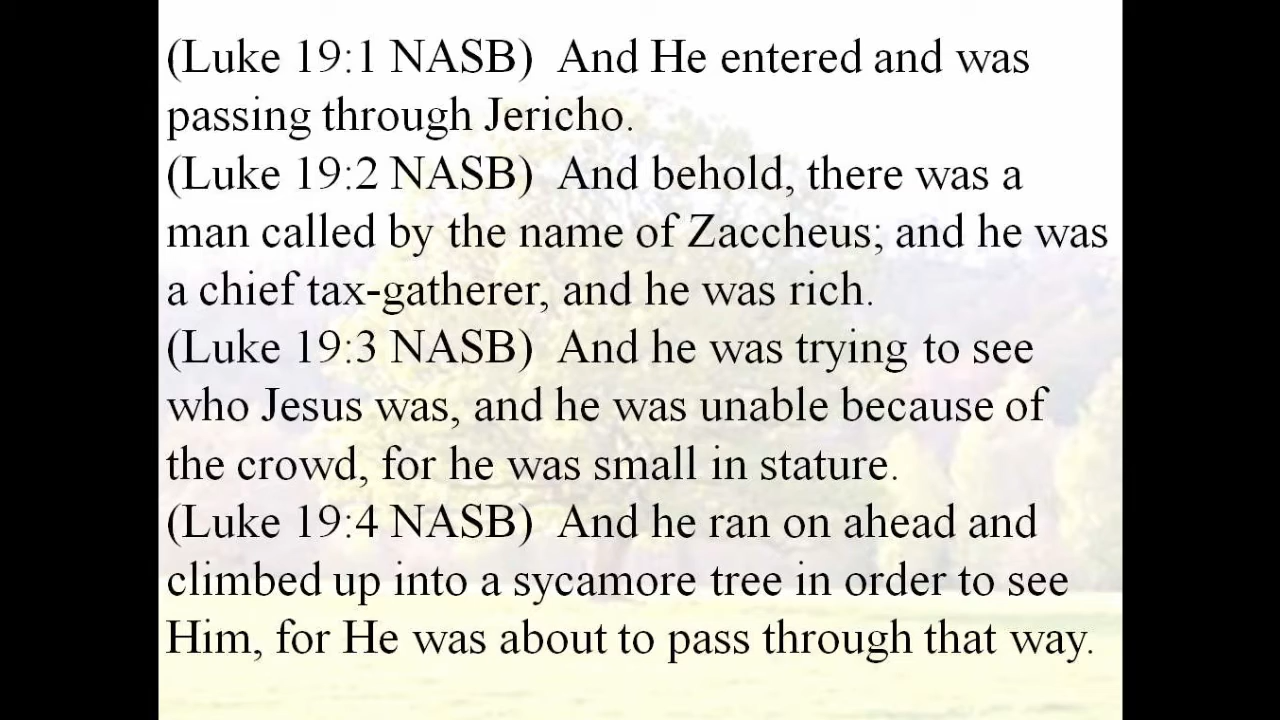 (Luke 19:1 NASB)  And He entered and was
passing through Jericho.
(Luke 19:2 NASB)  And behold, there was a
man called by the name of Zaccheus; and he was
a chief tax-gatherer, and he was rich.
(Luke 19:3 NASB)  And he was trying to see
who Jesus was, and he was unable because of
the crowd, for he was small in stature.
(Luke 19:4 NASB)  And he ran on ahead and
climbed up into a sycamore tree in order to see
Him, for He was about to pass through that way.